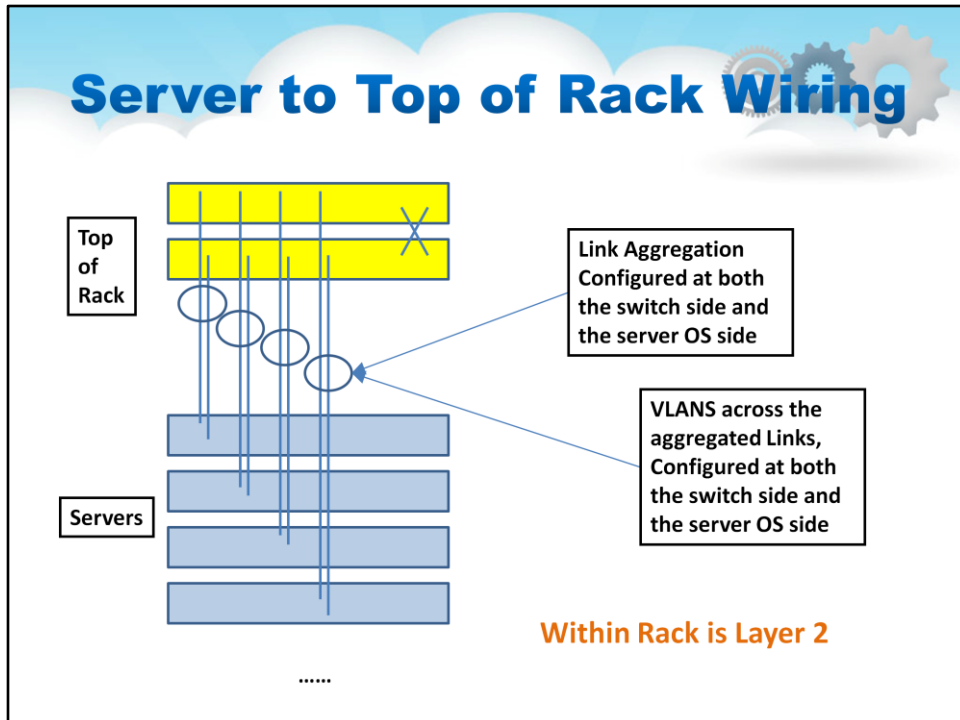 Server to Top of Rack Wiring
Top
of
Rack
Link Aggregation
Configured at both
the switch side and
the server OS side
VLANS across the
aggregated Links,
Configured at both
the switch side and
the server OS side
Servers
Within Rack is Layer 2
......